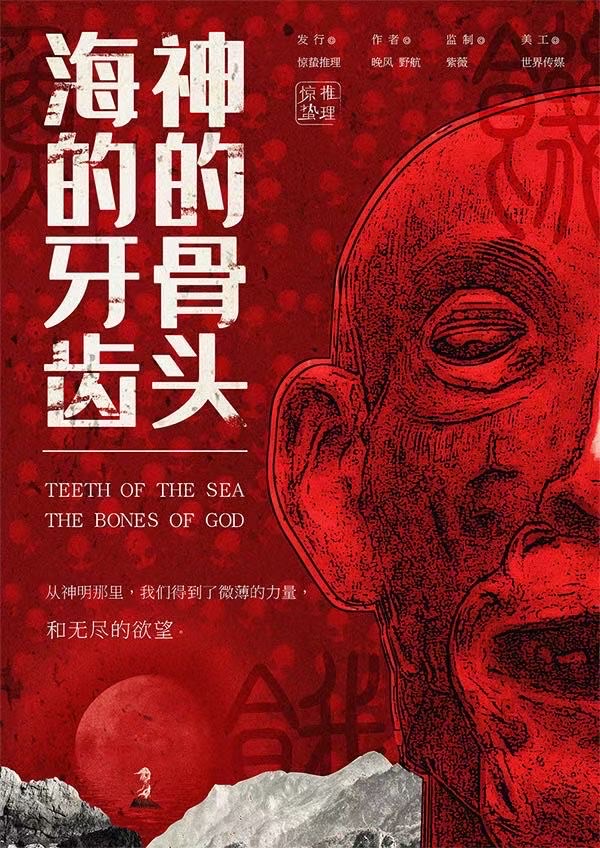 海的牙齿
神的骨头
发行 作者 监制 美工
惊蛰推理 晚风 野航 紫薇 世界传媒
惊蛰
推理
TEETH OF THE SEA
THE BONES OF GOD
从神明那里，我们得到了微薄的力量，
和无尽的欲望。